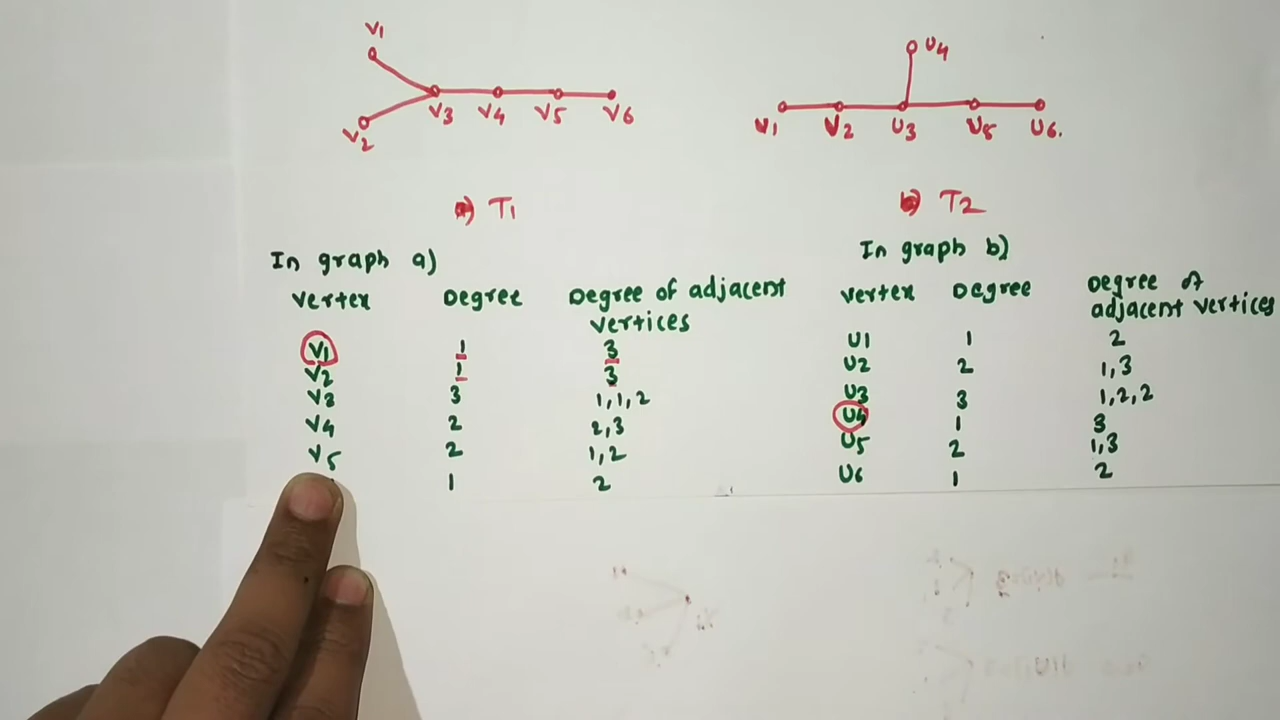 V1
V2
V3 V4 V5 V6
U4
V1 V2 U3 U5 U6.
a) T1
b) T2
In graph a)
vertex Degree Degree of adjacent vertices
V1 1 3
V2 1 3
V3 3 1,1,2
V4 2 2,3
V5 2 1,2
1 2
In graph b)
vertex Degree Degree of
adjacent vertices
U1 1 2
U2 2 1,3
U3 3 1,2,2
U4 1 3
U5 2 1,3
U6 1 2